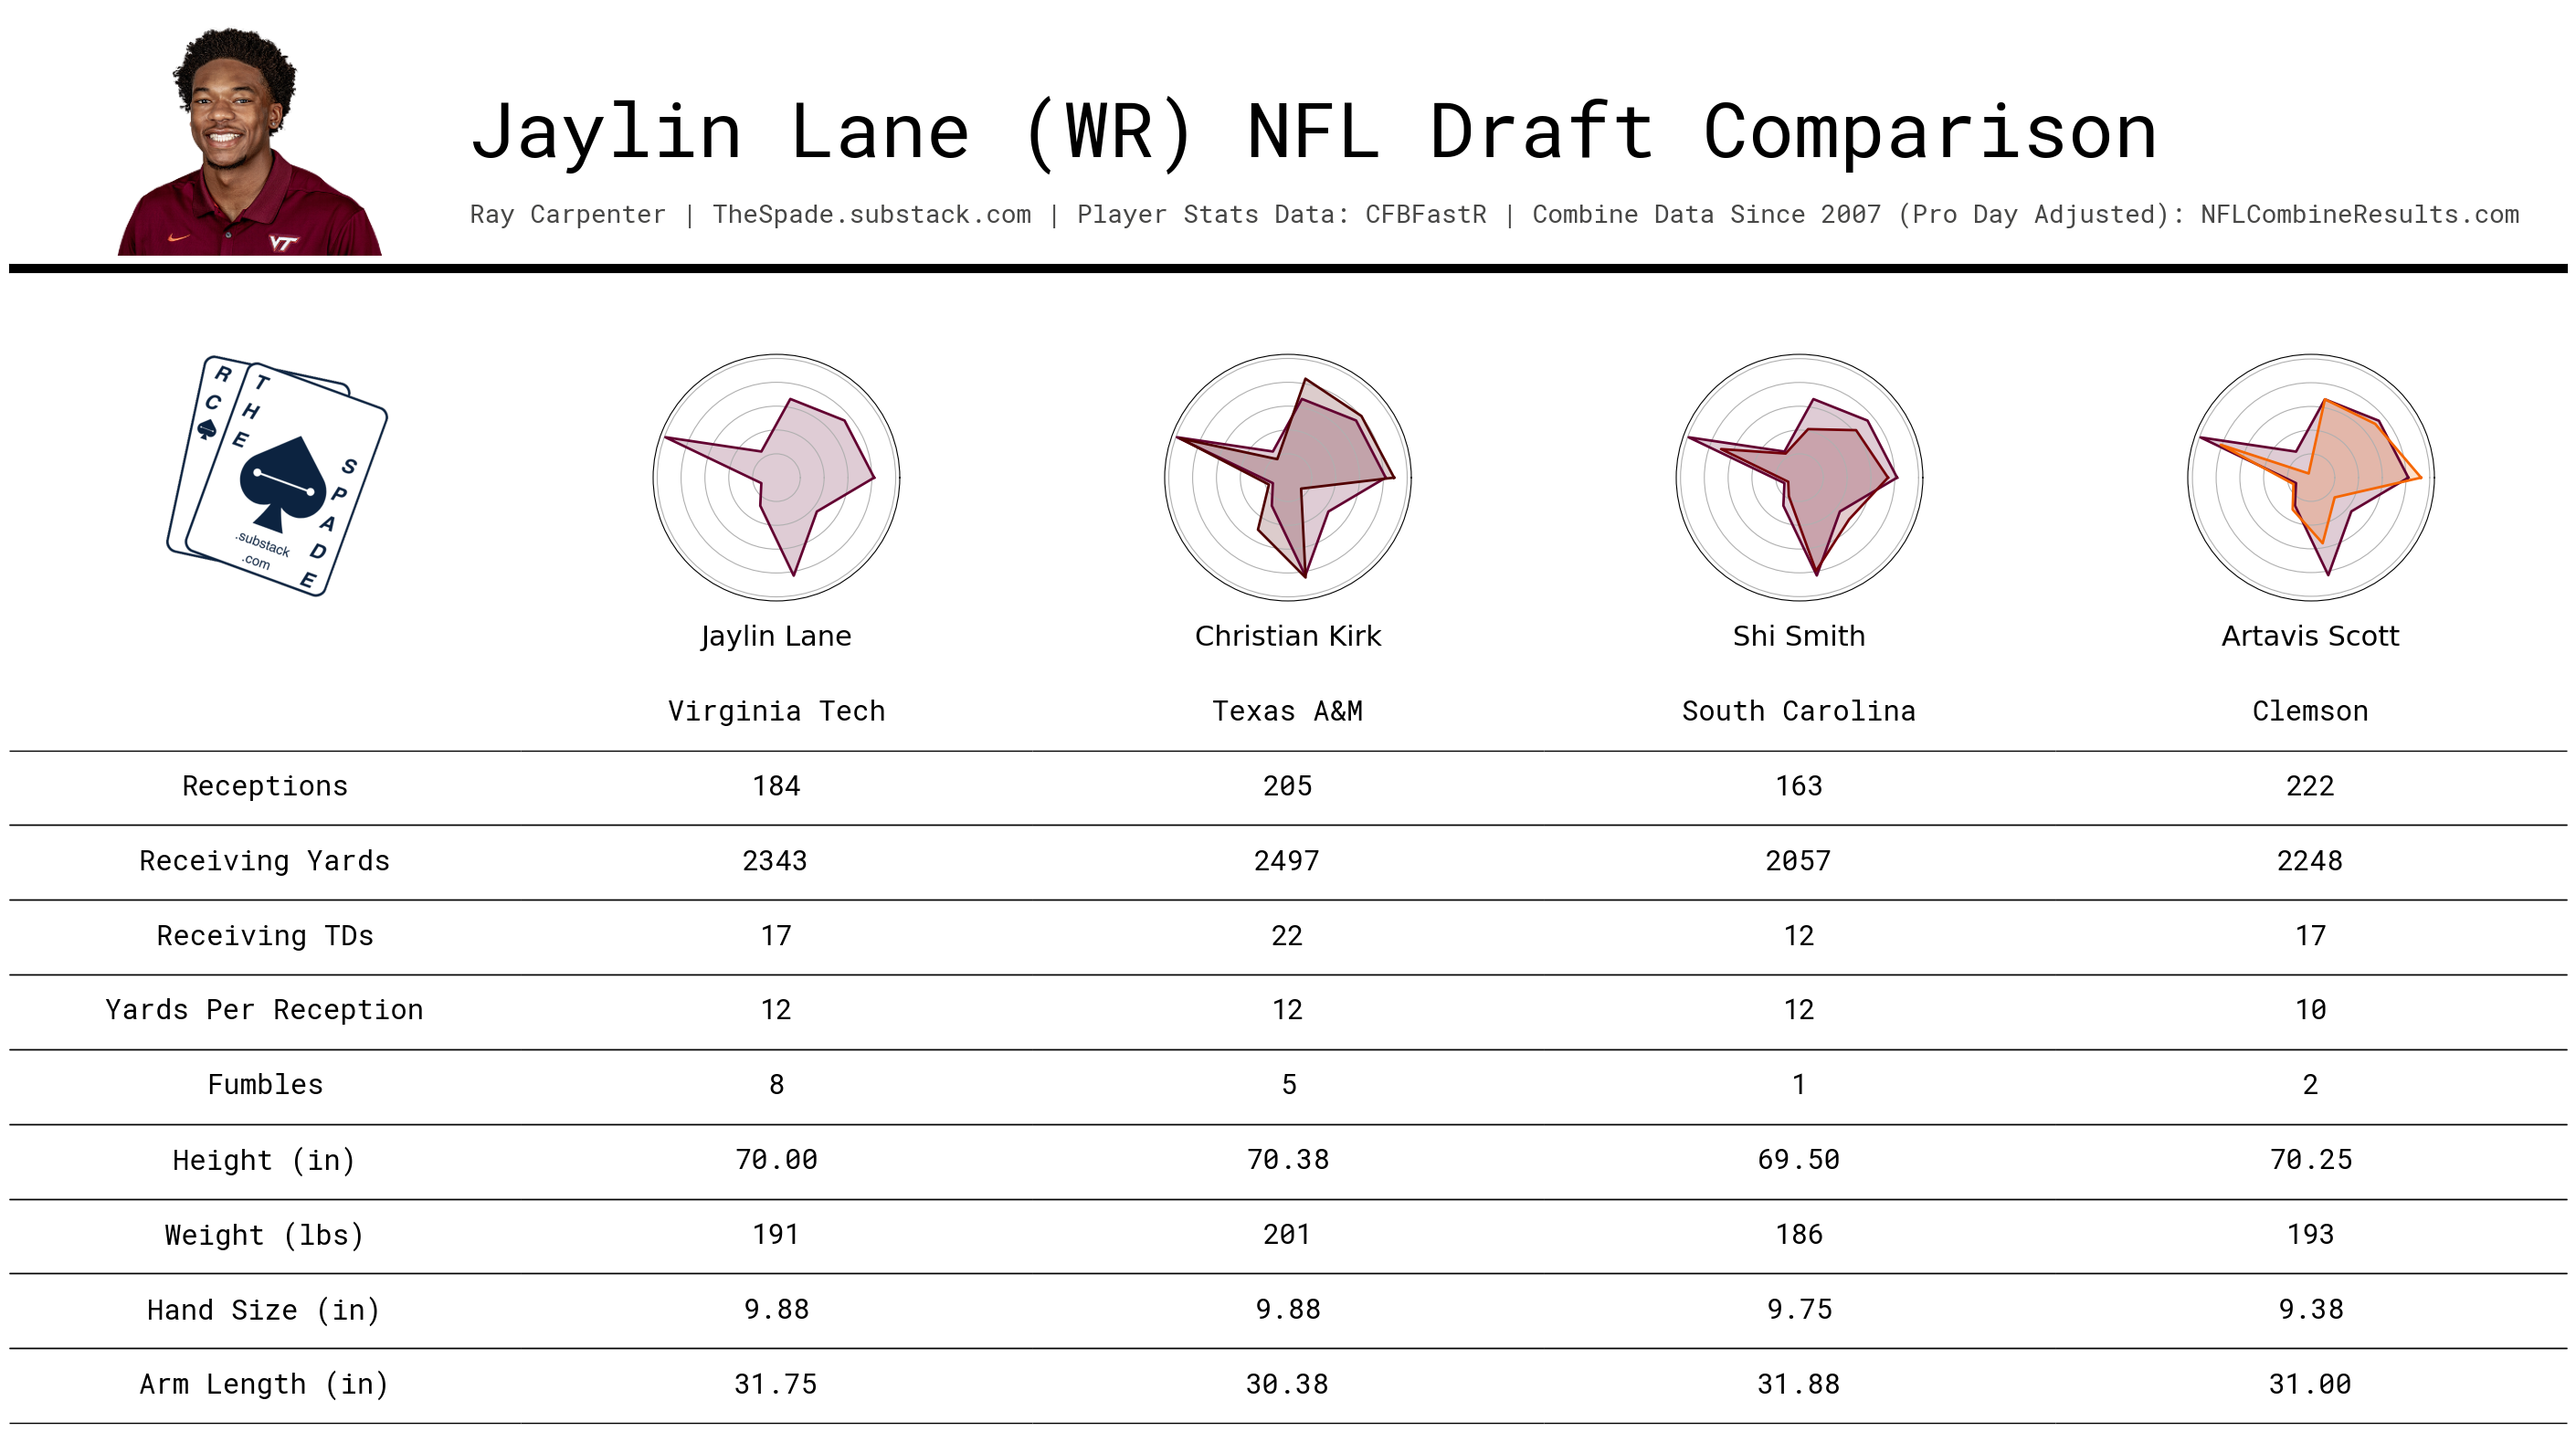 Jaylin Lane (WR) NFL Draft Comparison
Ray Carpenter | TheSpade.substack.com | Player Stats Data: CFBFastR | Combine Data Since 2007 (Pro Day Adjusted): NFLCombineResults.com
VT
R C
THE
SPADE
.substack
.com
Jaylin Lane Christian Kirk Shi Smith Artavis Scott
Virginia Tech Texas A&M South Carolina Clemson
Receptions 184 205 163 222
Receiving Yards 2343 2497 2057 2248
Receiving TDs 17 22 12 17
Yards Per Reception 12 12 12 10
Fumbles 8 5 1 2
Height (in) 70.00 70.38 69.50 70.25
Weight (lbs) 191 201 186 193
Hand Size (in) 9.88 9.88 9.75 9.38
Arm Length (in) 31.75 30.38 31.88 31.00